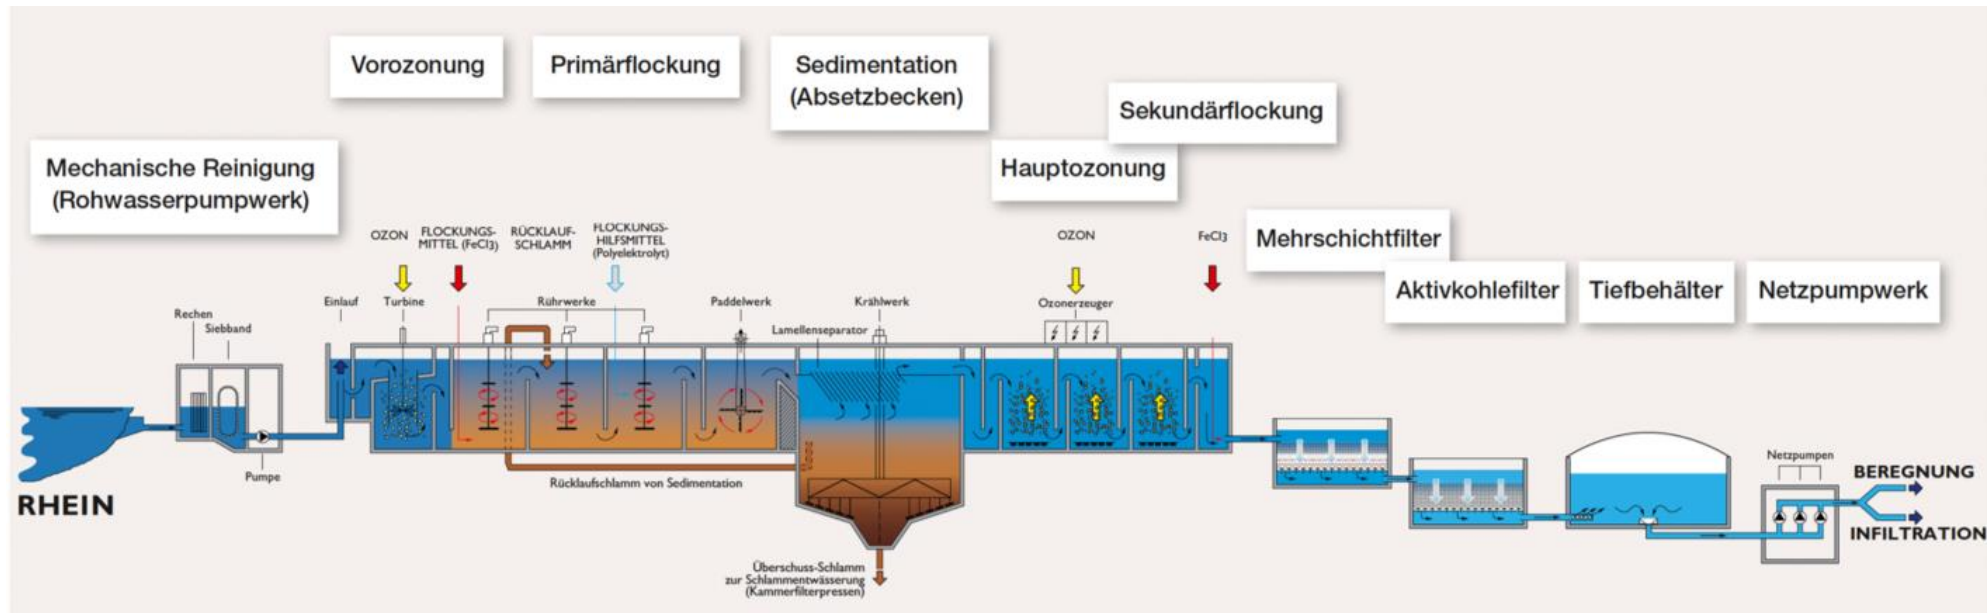 Vorozonung
Primärflockung
Sedimentation
(Absetzbecken)
Sekundärflockung
Hauptozonung
Mechanische Reinigung
(Rohwasserpumpwerk)
Mehrschichtfilter
Aktivkohlefilter
Tiefbehälter
Netzpumpwerk
OZON
FLOCKUNGS-
MITTEL (FeCl3)
RÜCKLAUF-
SCHLAMM
FLOCKUNGS-
HILFSMITTEL
(Polyelektrolyt)
OZON
FeCl3
Rechen
Siebband
Einlauf
Turbine
Rührwerke
Paddelwerk
Krählwerk
Lamellenseparator
Ozonerzeuger
Pumpe
RHEIN
Rücklaufschlamm von Sedimentation
Überschuss-Schlamm
zur Schlammentwässerung
(Kammerfilterpressen)
Netzpumpen
BEREGNUNG
INFILTRATION